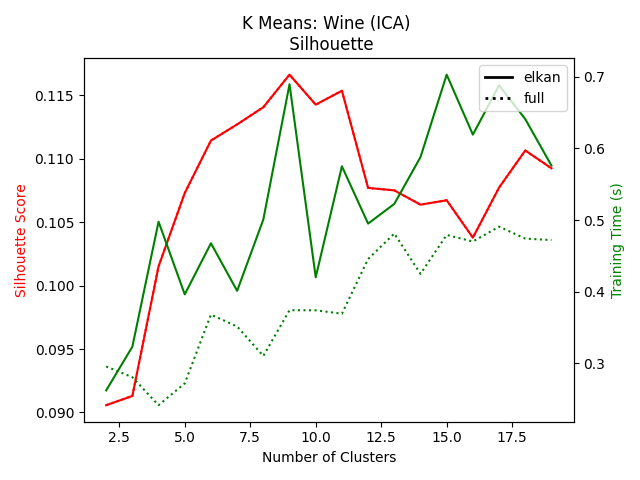 K Means: Wine (ICA)
Silhouette
elkan
full
Silhouette Score
0.115
0.110
0.105
0.100
0.095
0.090
0.7
0.6
0.5
0.4
0.3
Training Time (s)
2.5 5.0 7.5 10.0 12.5 15.0 17.5
Number of Clusters